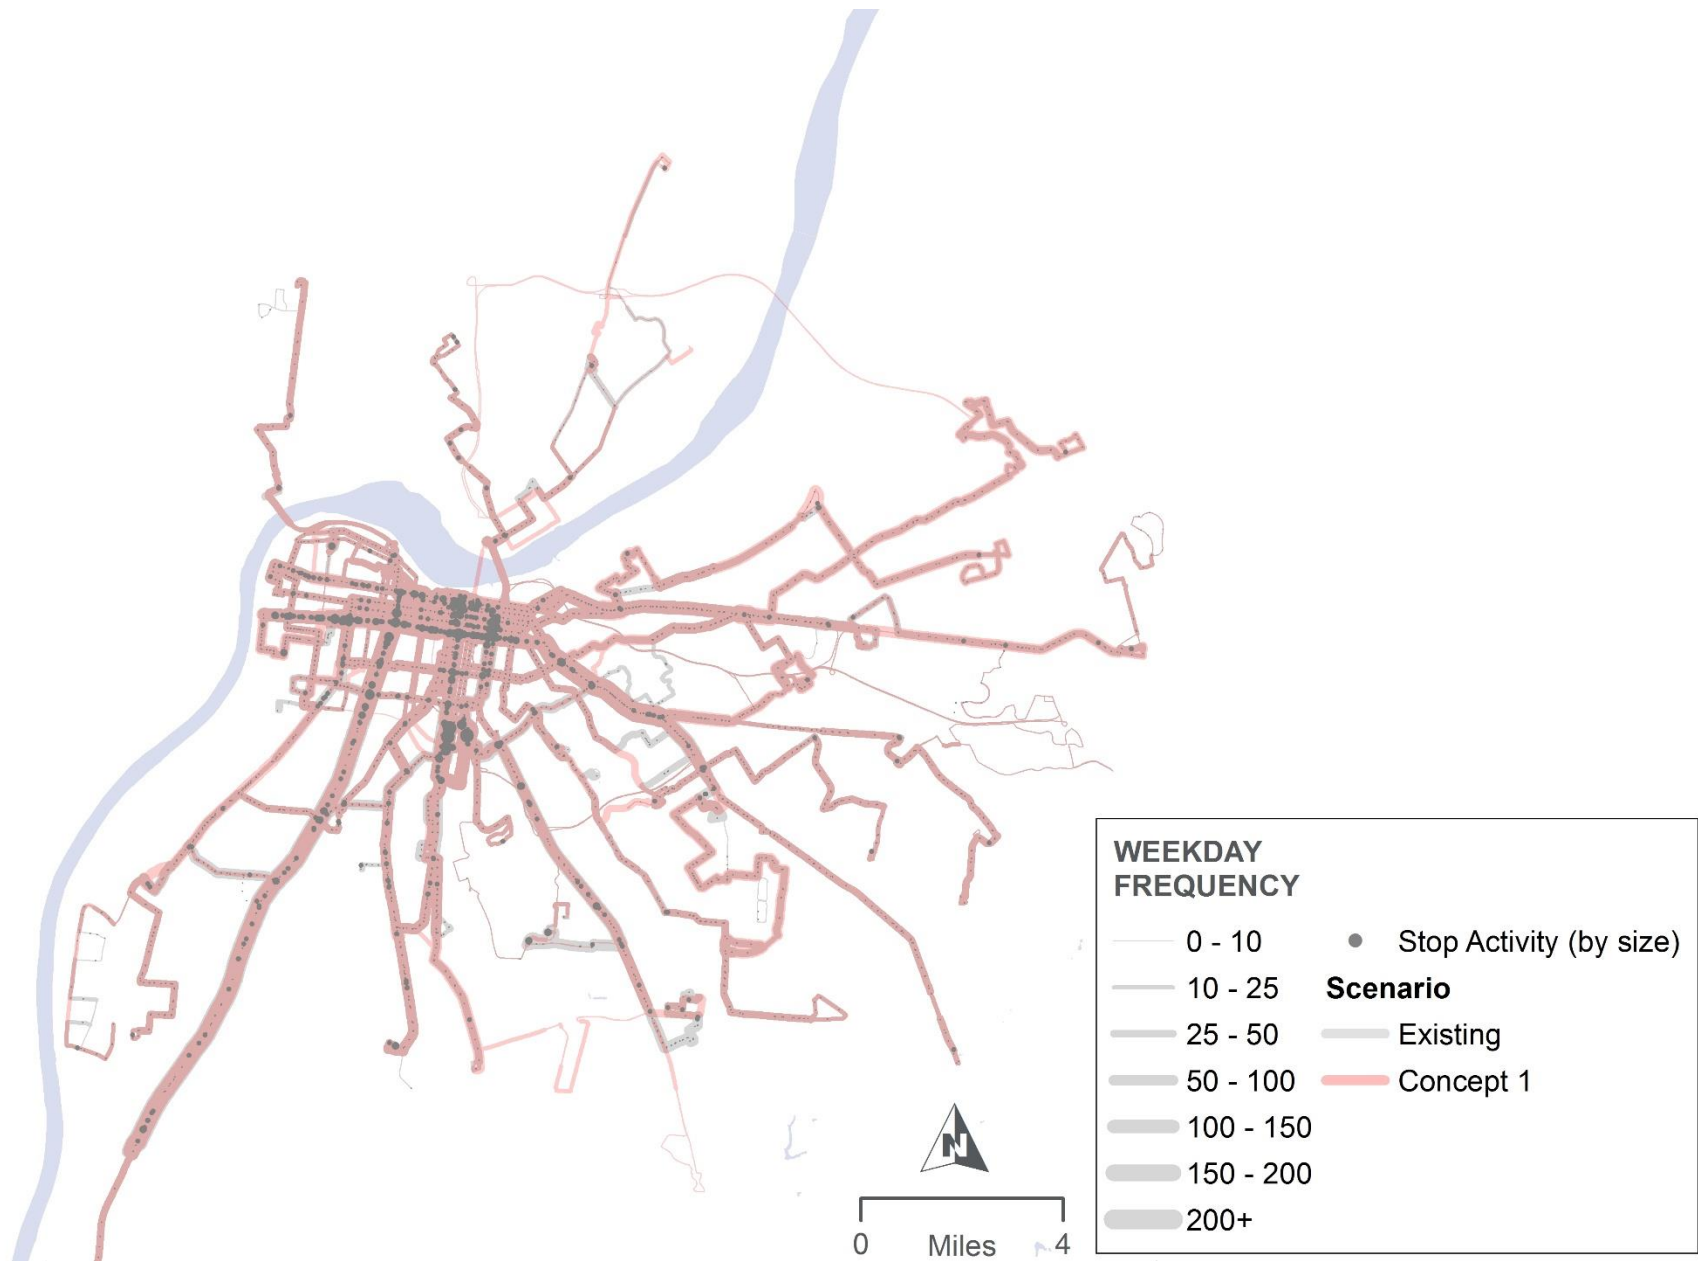 WEEKDAY
FREQUENCY
0 - 10
Stop Activity (by size)
10 - 25
Scenario
25 - 50
Existing
50 - 100
Concept 1
100 - 150
150 - 200
200+
N
0 Miles 4